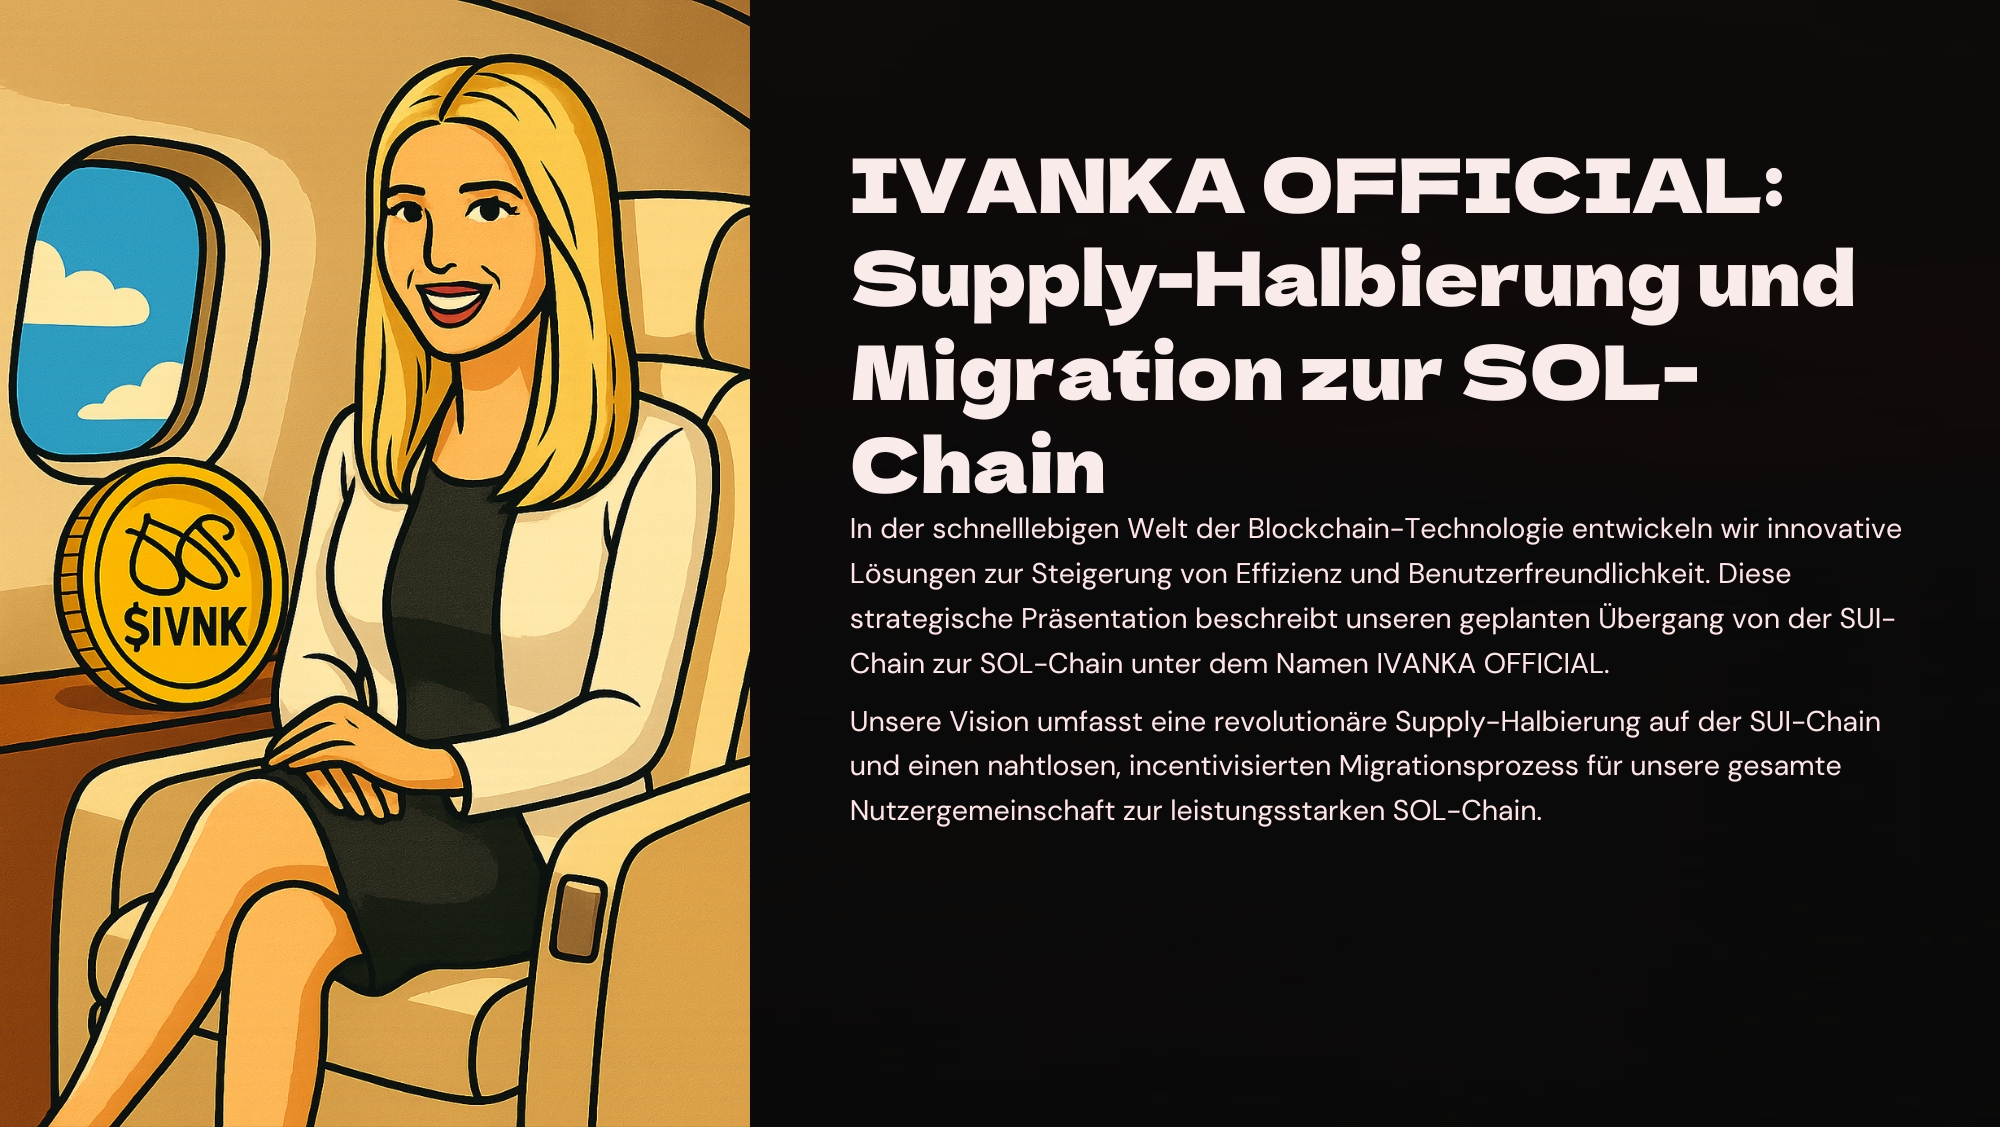 $IVNK
IVANKA OFFICIAL:
Supply-Halbierung und
Migration zur SOL-
Chain
In der schnelllebigen Welt der Blockchain-Technologie entwickeln wir innovative
Lösungen zur Steigerung von Effizienz und Benutzerfreundlichkeit. Diese
strategische Präsentation beschreibt unseren geplanten Übergang von der SUI-
Chain zur SOL-Chain unter dem Namen IVANKA OFFICIAL.
Unsere Vision umfasst eine revolutionäre Supply-Halbierung auf der SUI-Chain
und einen nahtlosen, incentivisierten Migrationsprozess für unsere gesamte
Nutzergemeinschaft zur leistungsstarken SOL-Chain.